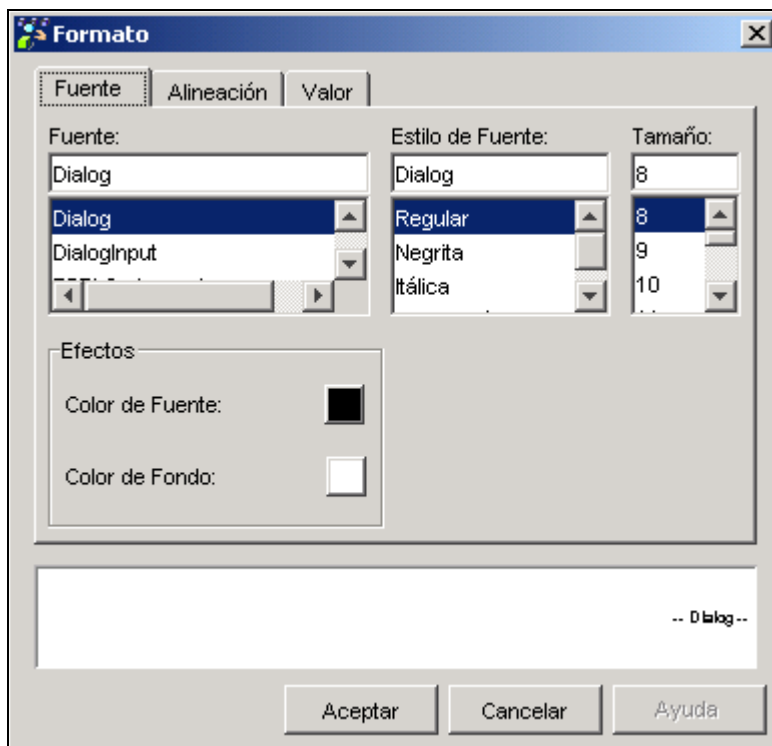 Formato
Fuente Alineación Valor
Fuente: Estilo de Fuente: Tamaño:
Dialog Dialog 8
Dialog Regular 8
DialogInput Negrita 9
Itálica 10
Efectos
Color de Fuente:
Color de Fondo:
-- Dialog --
Aceptar Cancelar Ayuda